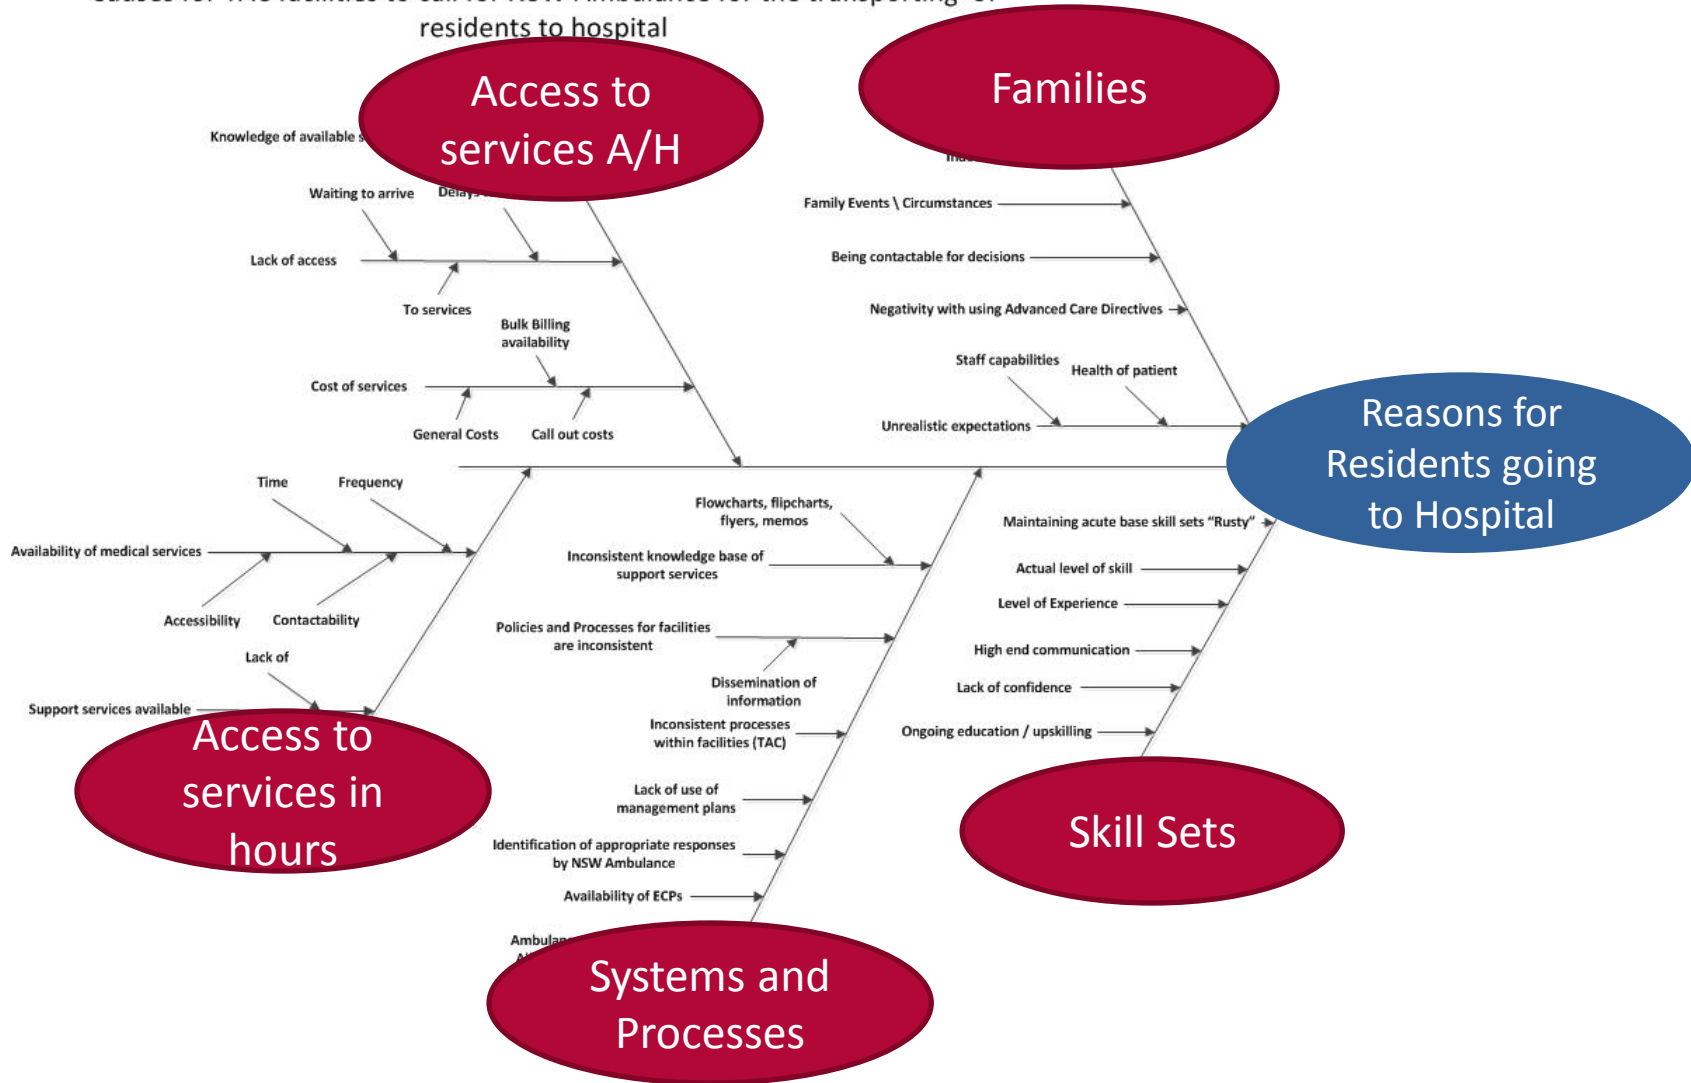 residents to hospital
Access to
services A/H
Families
Knowledge of available
Waiting to arrive
Family Events \ Circumstances
Lack of access
Being contactable for decisions
To services
Negativity with using Advanced Care Directives
Bulk Billing
availability
Staff capabilities
Health of patient
Cost of services
General Costs
Call out costs
Unrealistic expectations
Reasons for
Residents going
to Hospital
Time
Frequency
Availability of medical services
Accessibility
Contactability
Lack of
Support services available
Access to
services in
hours
Flowcharts, flipcharts,
flyers, memos
Inconsistent knowledge base of
support services
Policies and Processes for facilities
are inconsistent
Dissemination of
information
Inconsistent processes
within facilities (TAC)
Lack of use of
management plans
Identification of appropriate responses
by NSW Ambulance
Availability of ECPs
Systems and
Processes
Maintaining acute base skill sets "Rusty"
Actual level of skill
Level of Experience
High end communication
Lack of confidence
Ongoing education / upskilling
Skill Sets